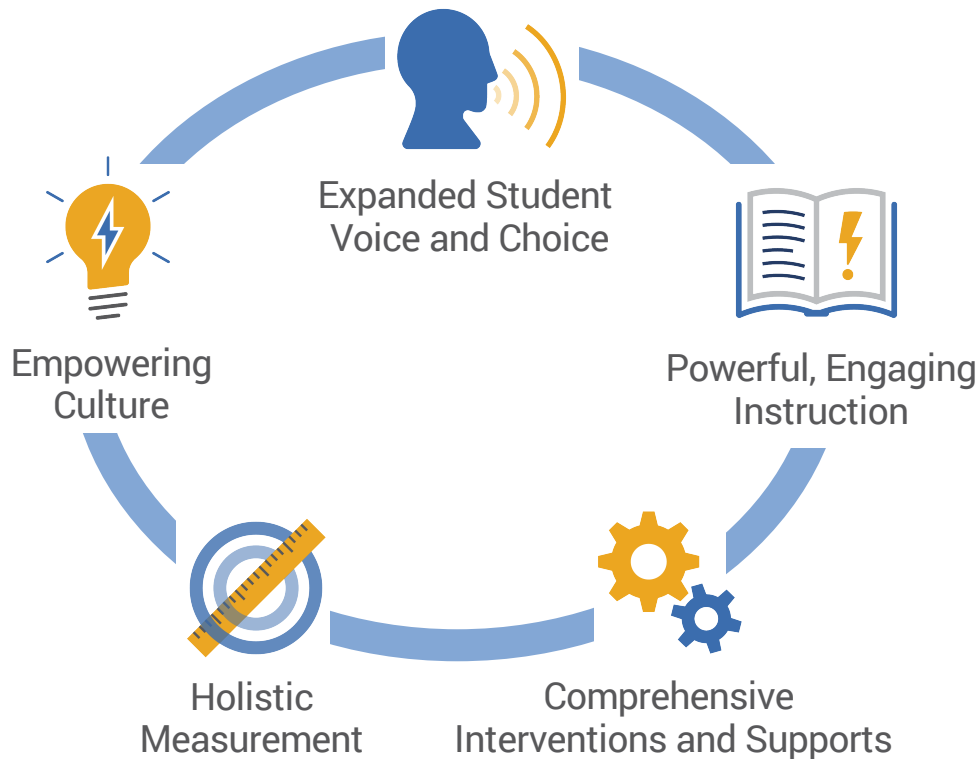 Expanded Student
Voice and Choice
Powerful, Engaging
Instruction
Comprehensive
Interventions and Supports
Holistic
Measurement
Empowering
Culture